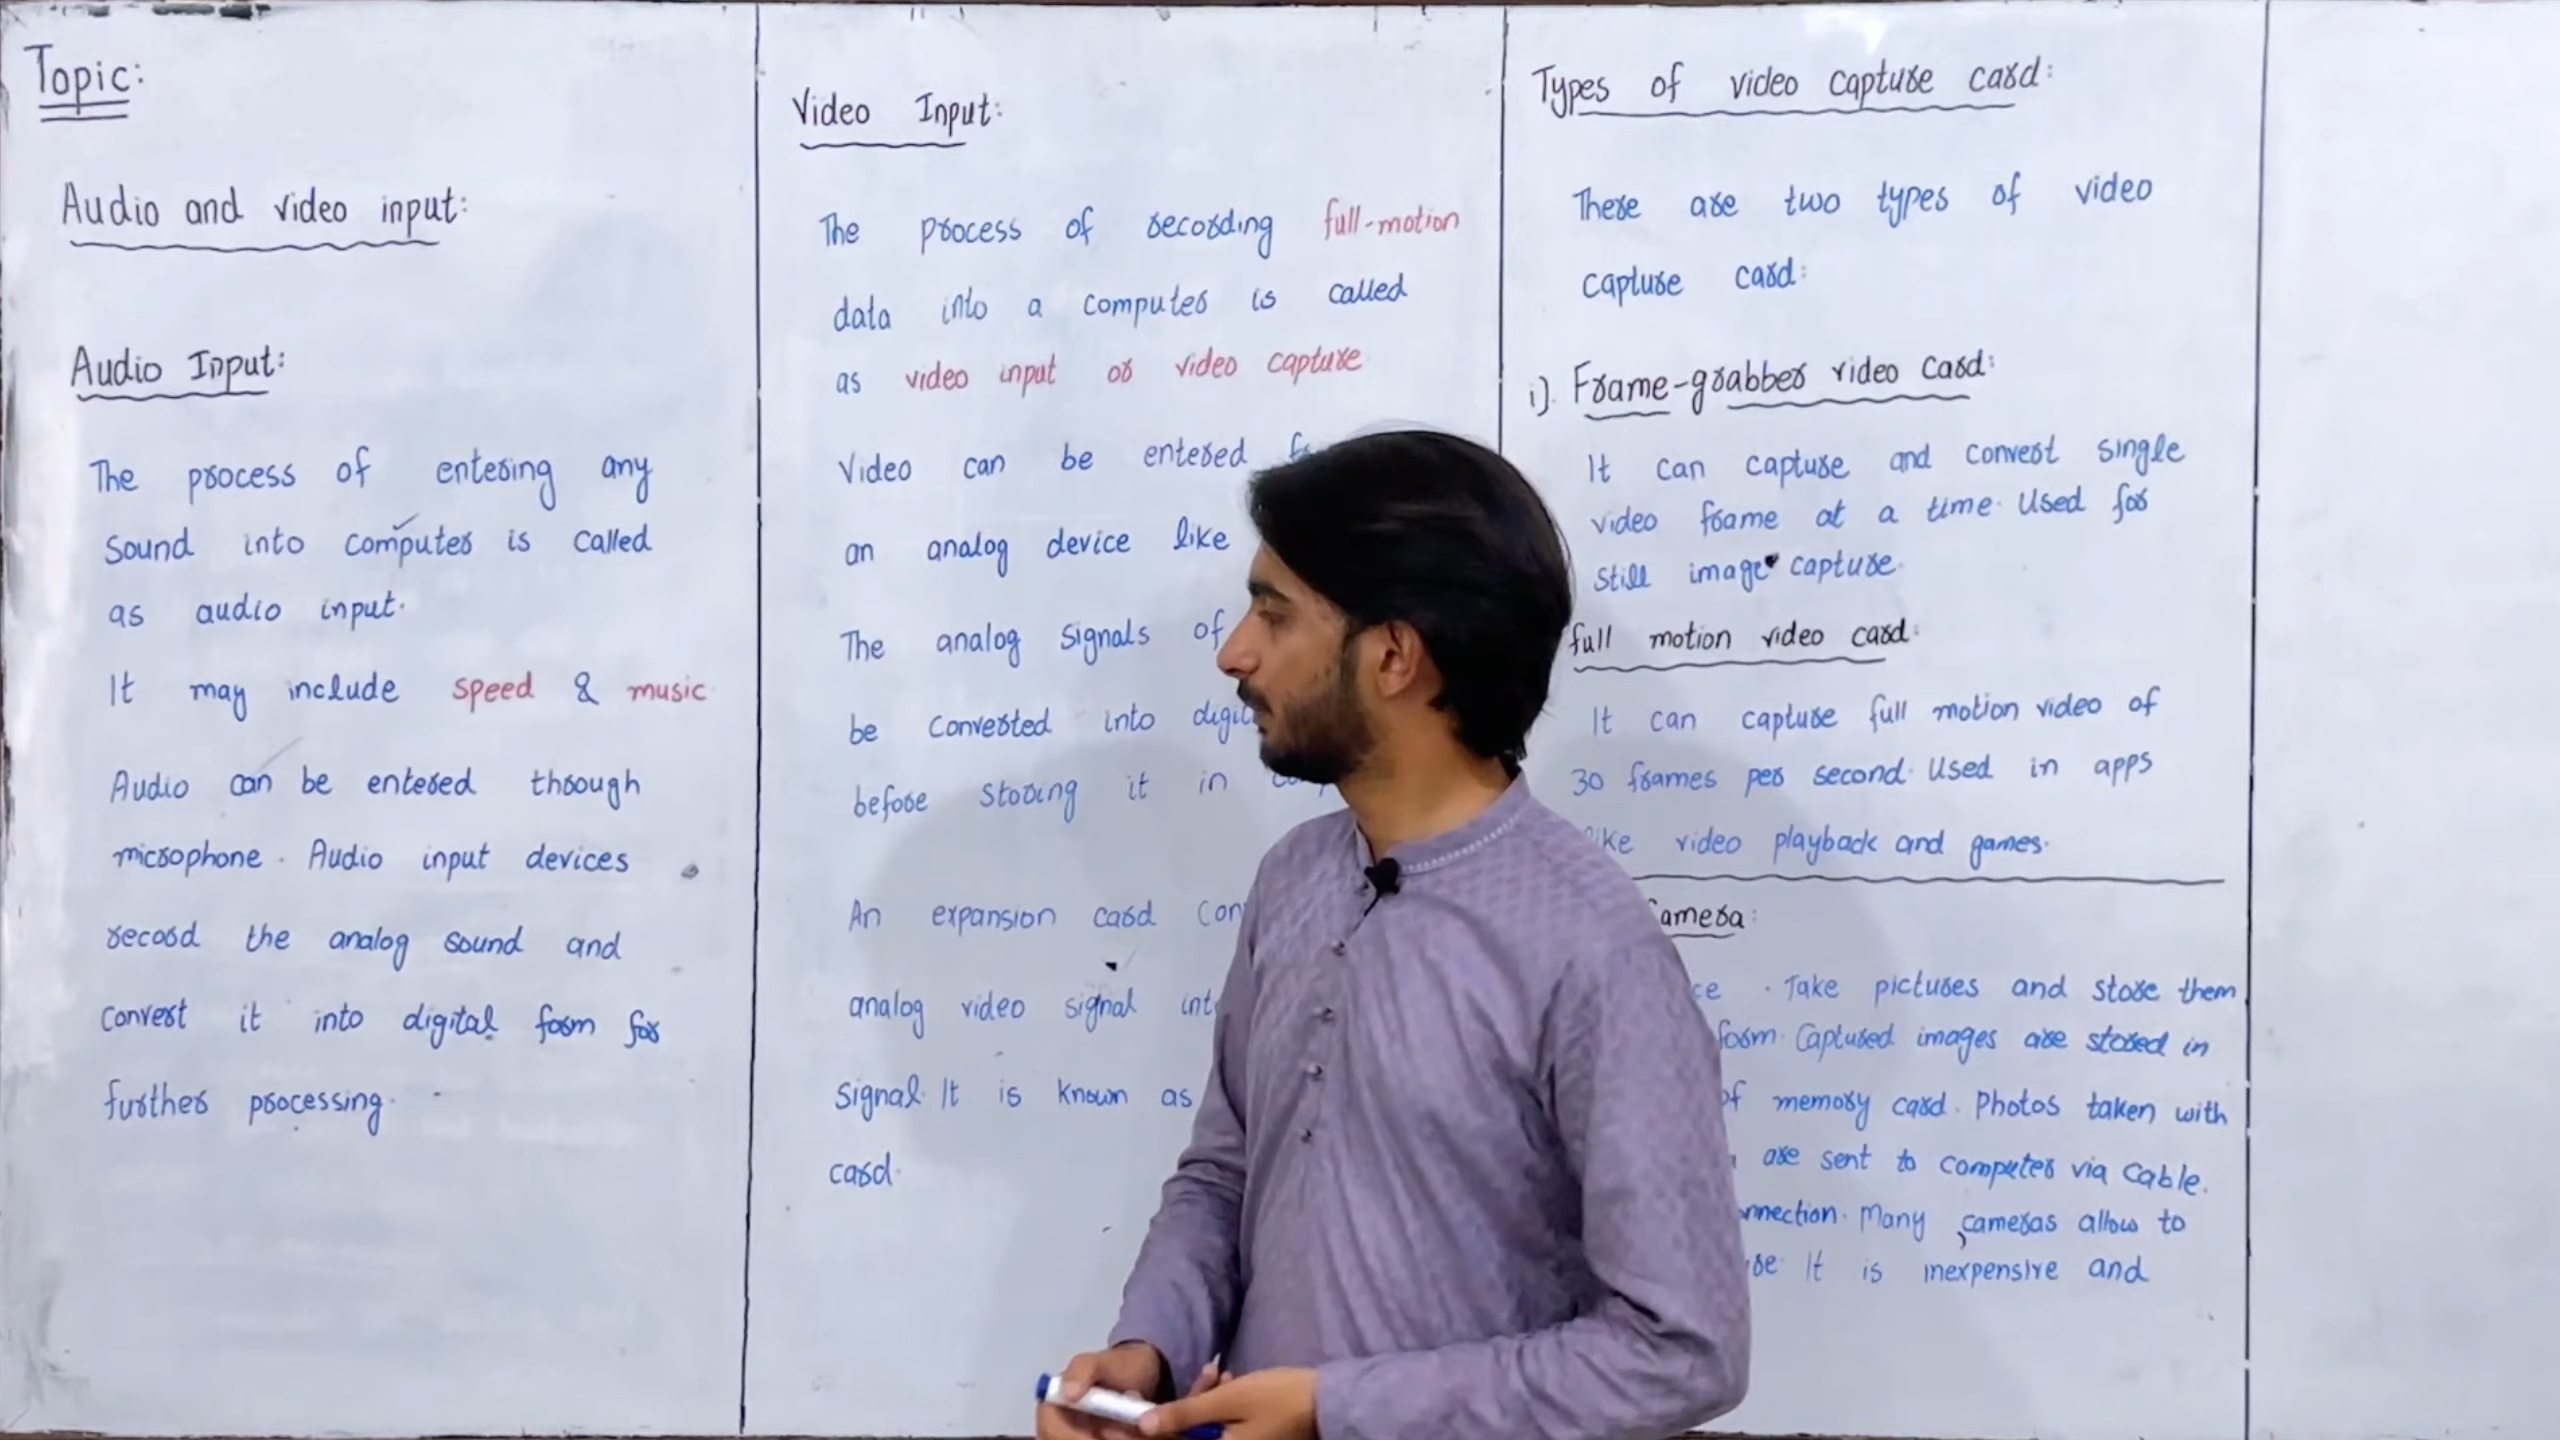 Topic:
Audio and video input:
Audio Input:
The process of entering any
sound into computer is called
as audio input.
It may include speed & music
Audio can be entered through
microphone. Audio input devices
record the analog sound and
convert it into digital form for
further processing.
Video Input:
The process of recording full-motion
data into a computer is called
as video input or video capture
Video can be entered
an analog device like
The analog signals of
be converted into
before storing it in
An expansion card
analog video signal
signal. It is known as
card.
Types of video capture card:
There are two types of video
capture card:
i). Frame-grabber video card:
It can capture and convert single
video frame at a time. Used for
still image capture.
full motion video card:
It can capture full motion video of
30 frames per second. Used in apps
like video playback and games.
Camera:
Take pictures and store them
form. Captured images are stored in
of memory card. Photos taken with
are sent to computer via cable.
Many cameras allow to
It is inexpensive and